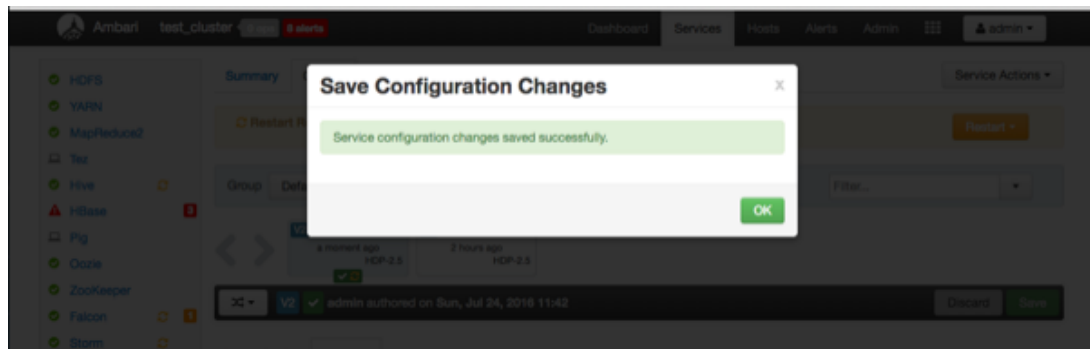 Ambari test_cluster 8 alerts Dashboard Services Hosts Alerts Admin admin
HDFS
YARN
MapReduce2
Tez
Hive
HBase 3
Pig
Oozie
ZooKeeper
Falcon
Storm
Summary
Service Actions
Restart
Restart
Group
Filter...
Save Configuration Changes x
Service configuration changes saved successfully.
OK
a moment ago
HDP-2.5
2 hours ago
HDP-2.5
V2 admin authored on Sun, Jul 24, 2016 11:42 Discard Save